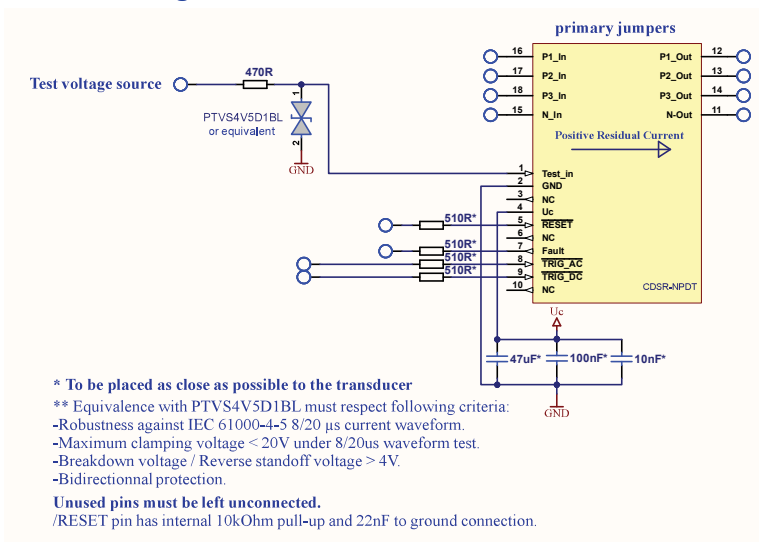 primary jumpers
16 P1_In P1_Out 12
17 P2_In P2_Out 13
18 P3_In P3_Out 14
15 N_In N-Out 11
470R
Test voltage source
1
PTVS4V5D1BL
or equivalent
2
GND
Positive Residual Current
1 Test_in
2 GND
3 NC
4 Uc
510R* 5 RESET
6 NC
510R* 7 Fault
510R* 8 TRIG_AC
510R* 9 TRIG_DC
10 NC
CDSR-NPDT
Uc
47uF* 100nF* 10nF*
GND
* To be placed as close as possible to the transducer
** Equivalence with PTVS4V5D1BL must respect following criteria:
-Robustness against IEC 61000-4-5 8/20 µs current waveform.
-Maximum clamping voltage < 20V under 8/20us waveform test.
-Breakdown voltage / Reverse standoff voltage > 4V.
-Bidirectionnal protection.
Unused pins must be left unconnected.
/RESET pin has internal 10kOhm pull-up and 22nF to ground connection.